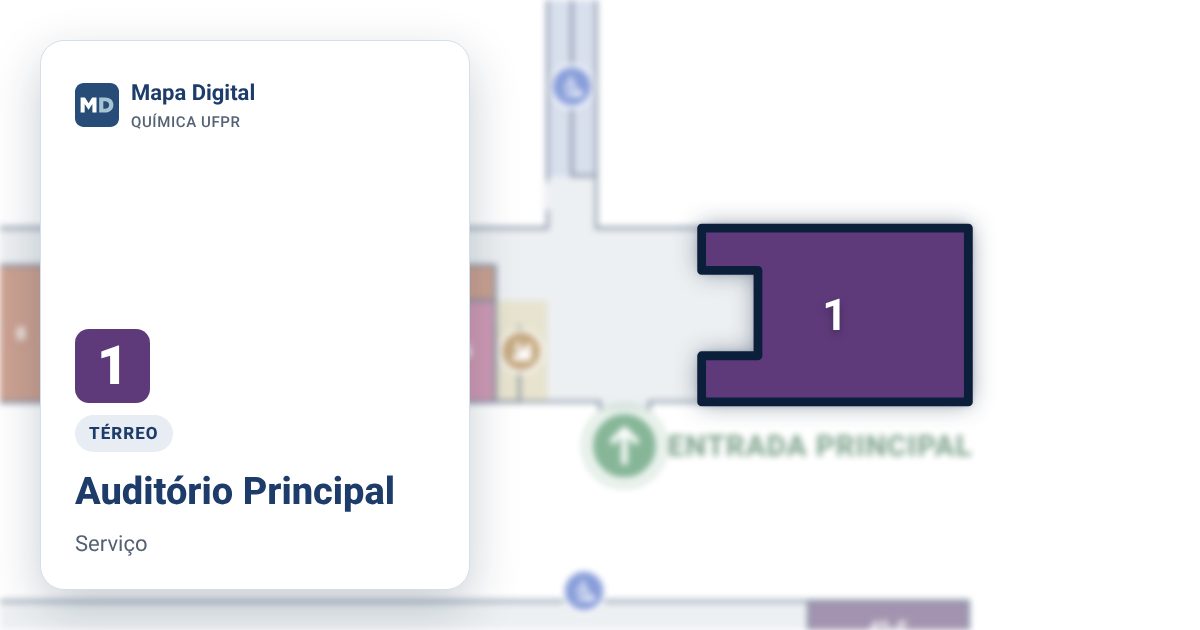 MD
Mapa Digital
QUÍMICA UFPR
1
TÉRREO
Auditório Principal
Serviço
1
ENTRADA PRINCIPAL